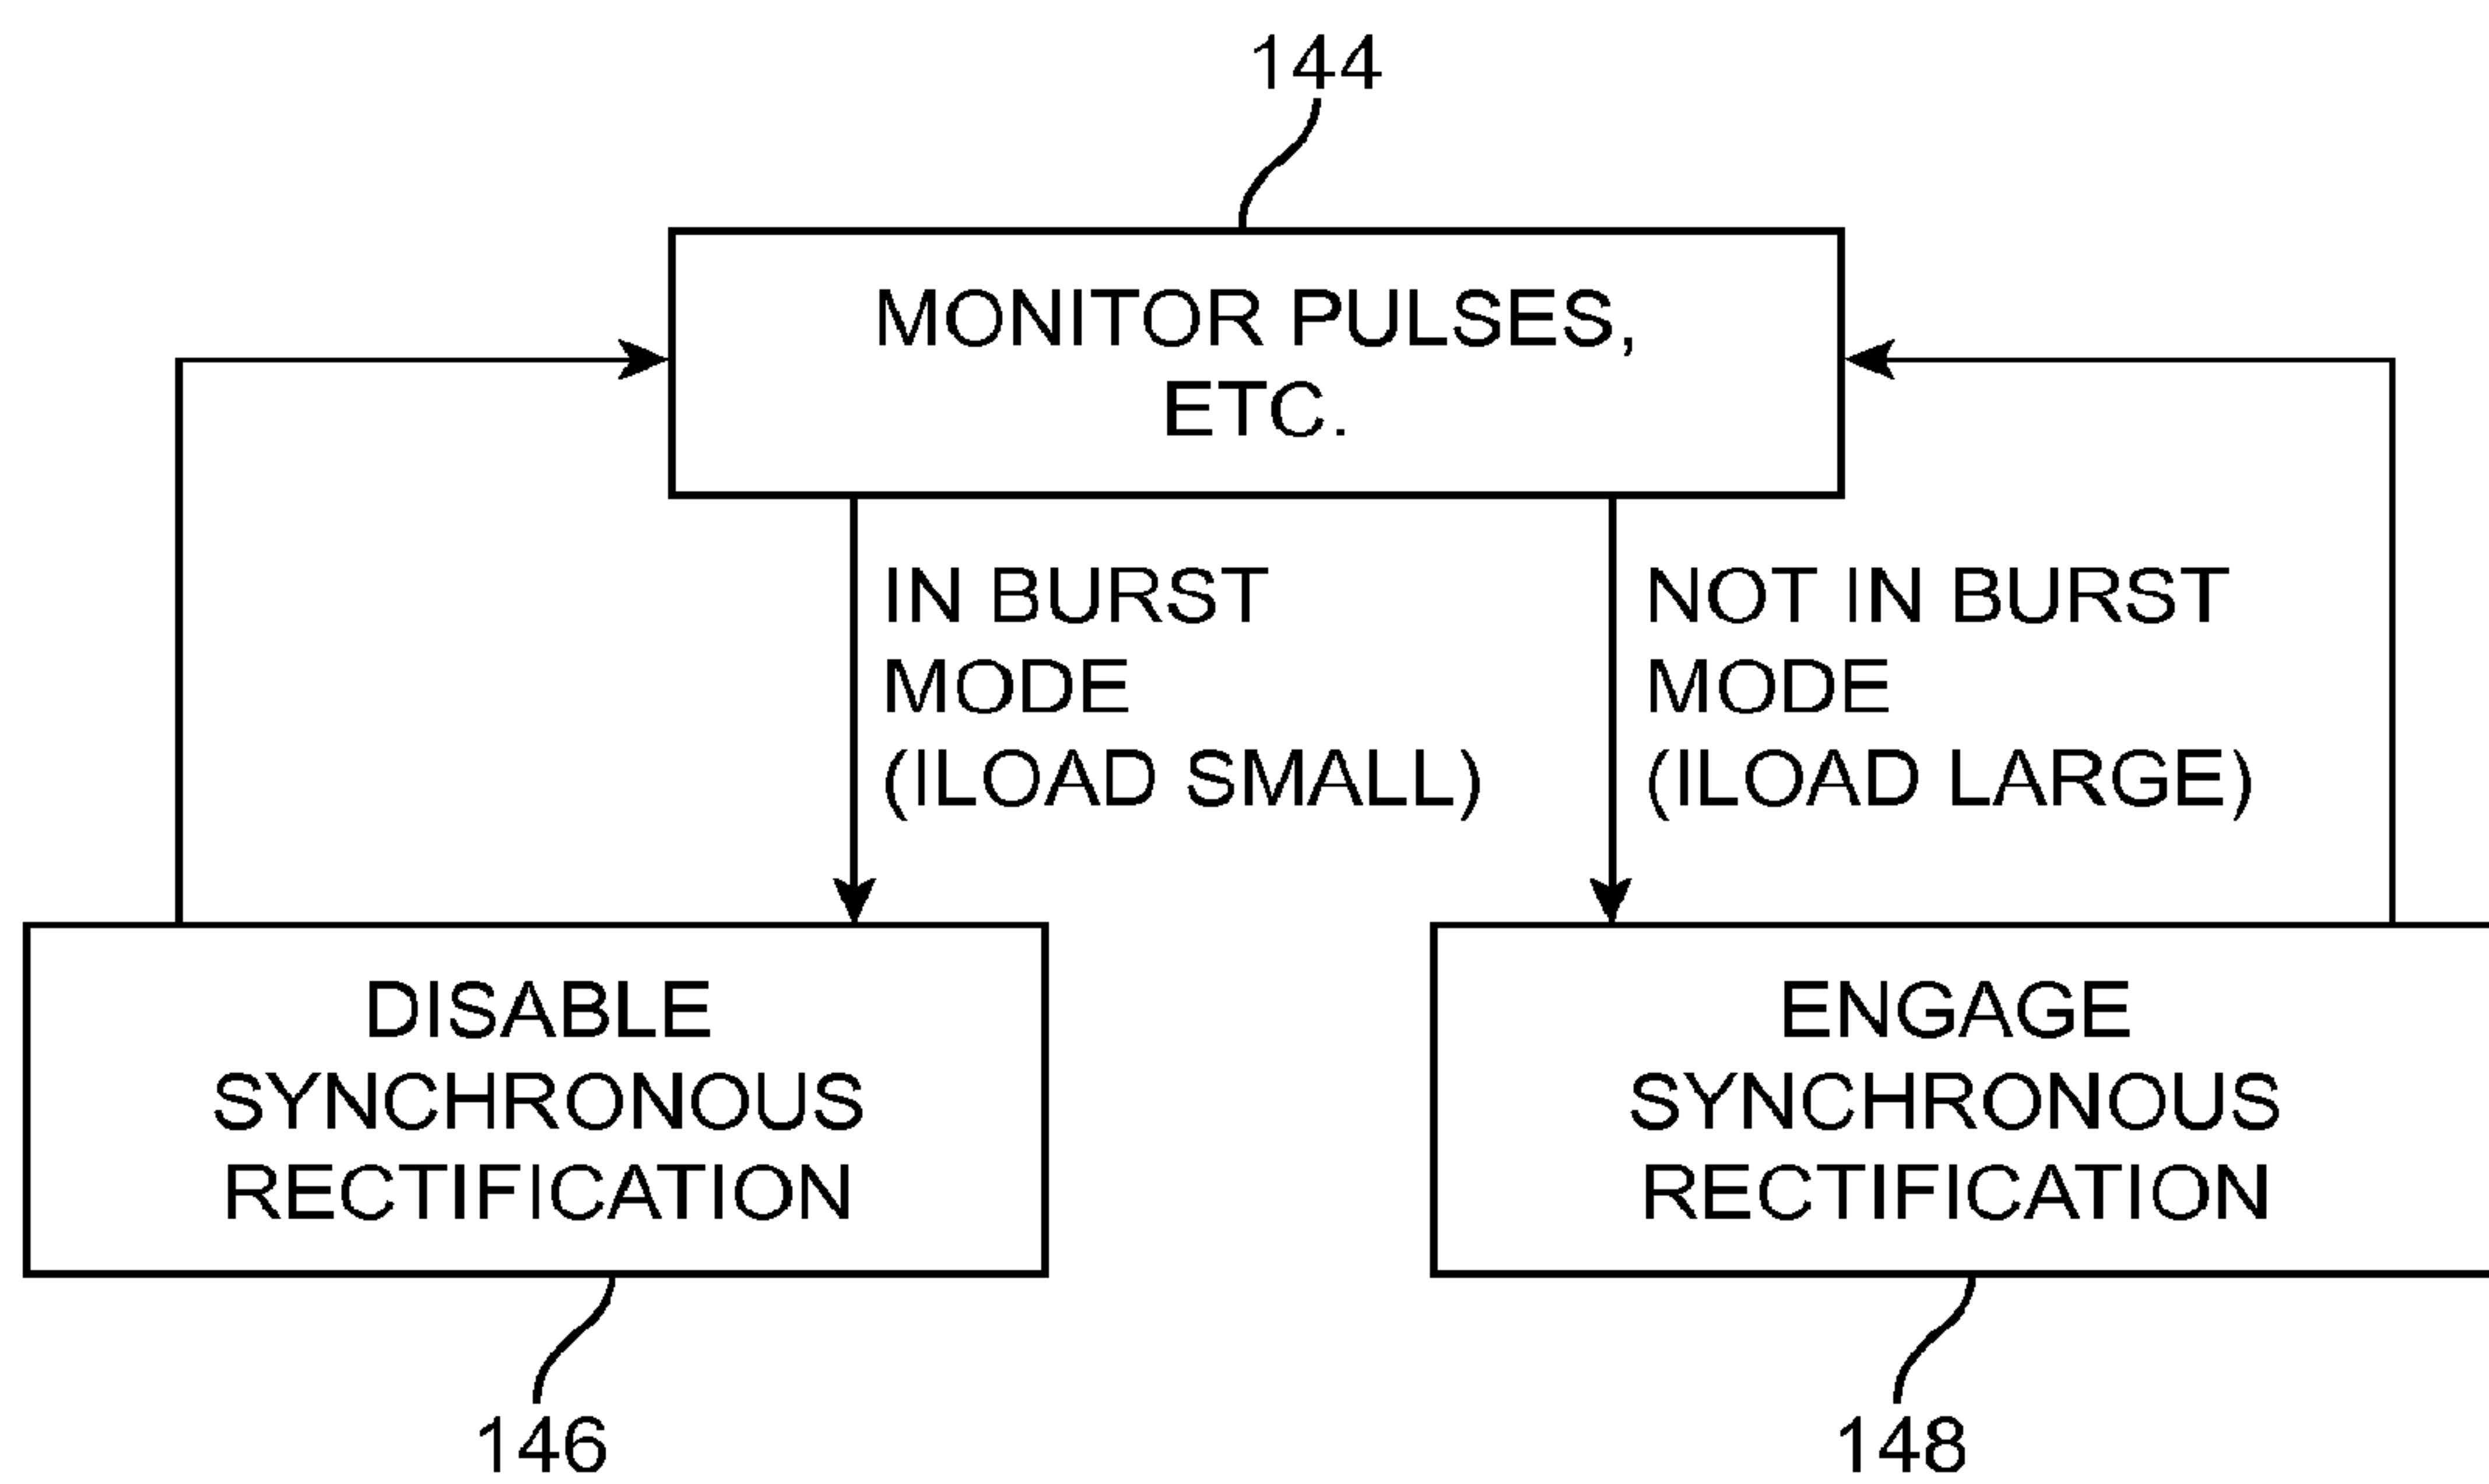 144
MONITOR PULSES,
ETC.
IN BURST
MODE
(ILOAD SMALL)
NOT IN BURST
MODE
(ILOAD LARGE)
DISABLE
SYNCHRONOUS
RECTIFICATION
ENGAGE
SYNCHRONOUS
RECTIFICATION
146
148